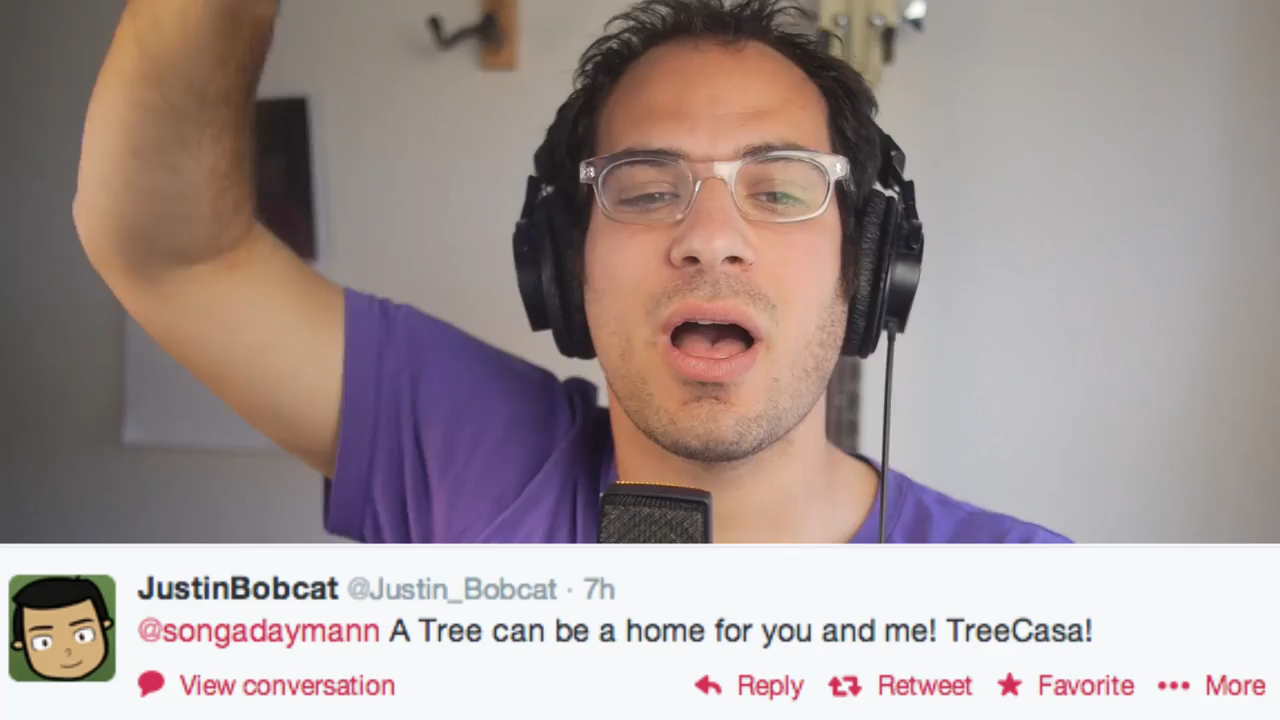 JustinBobcat @Justin_Bobcat · 7h
@songadaymann A Tree can be a home for you and me! TreeCasa!
View conversation Reply Retweet Favorite More